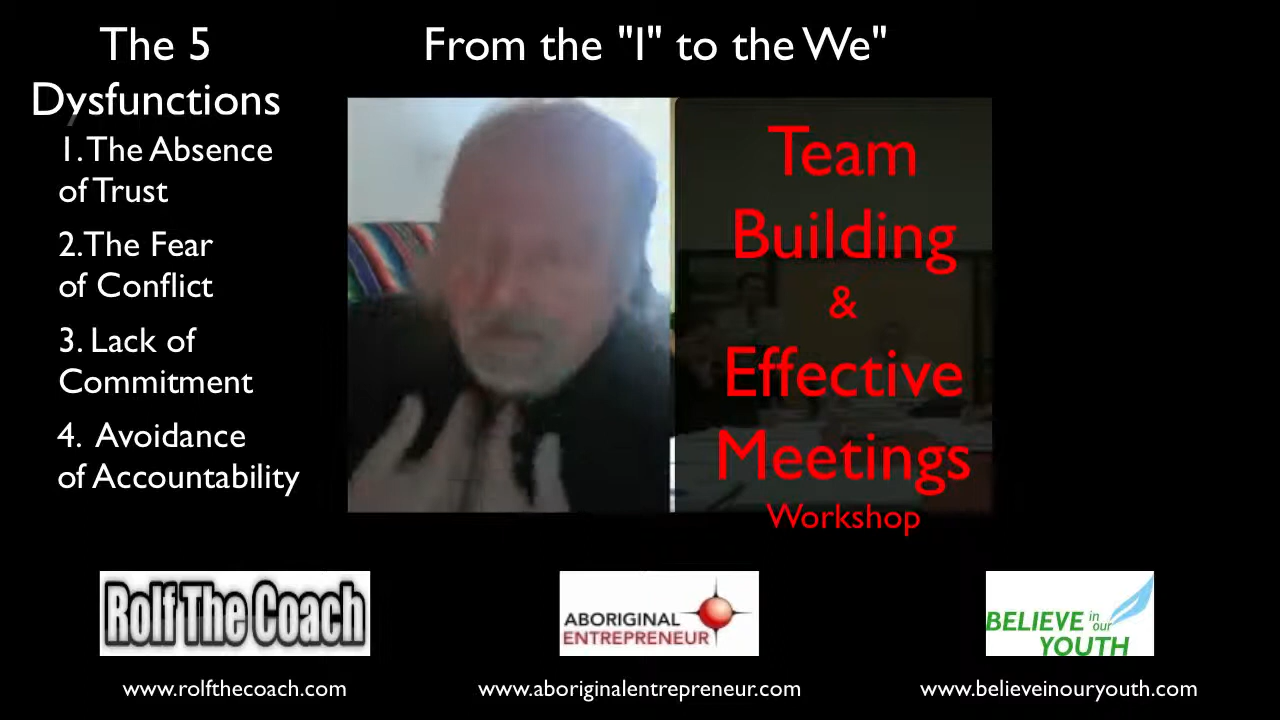 The 5
Dysfunctions
1. The Absence
of Trust
2.The Fear
of Conflict
3. Lack of
Commitment
4.  Avoidance
of Accountability
From the "I" to the We"
Team
Building
&
Effective
Meetings
Workshop
Rolf The Coach
www.rolfthecoach.com
ABORIGINAL
ENTREPRENEUR
www.aboriginalentrepreneur.com
BELIEVE in our
YOUTH
www.believeinouryouth.com